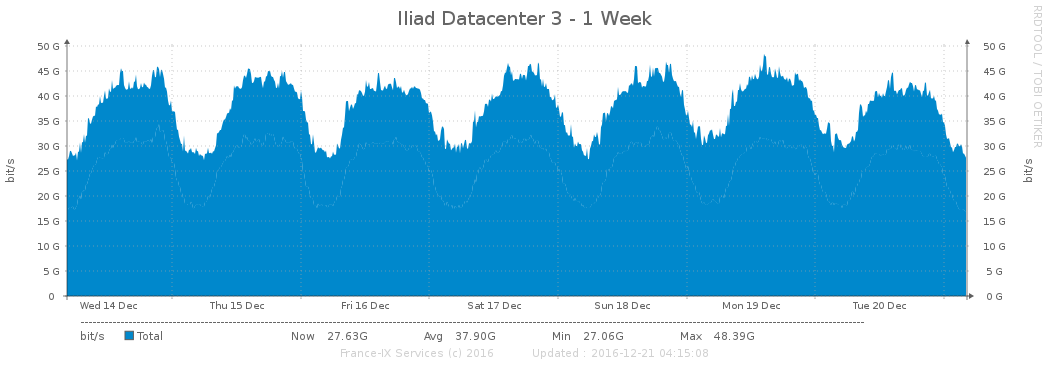 Iliad Datacenter 3 - 1 Week
RRDTOOL / TOBI OETIKER
50 G 50 G
45 G 45 G
40 G 40 G
35 G 35 G
30 G 30 G
25 G 25 G
20 G 20 G
15 G 15 G
10 G 10 G
5 G 5 G
0 0 G
bit/s bit/s
Wed 14 Dec Thu 15 Dec Fri 16 Dec Sat 17 Dec Sun 18 Dec Mon 19 Dec Tue 20 Dec
bit/s Total Now 27.63G Avg 37.90G Min 27.06G Max 48.39G
France-IX Services (c) 2016 Updated : 2016-12-21 04:15:08